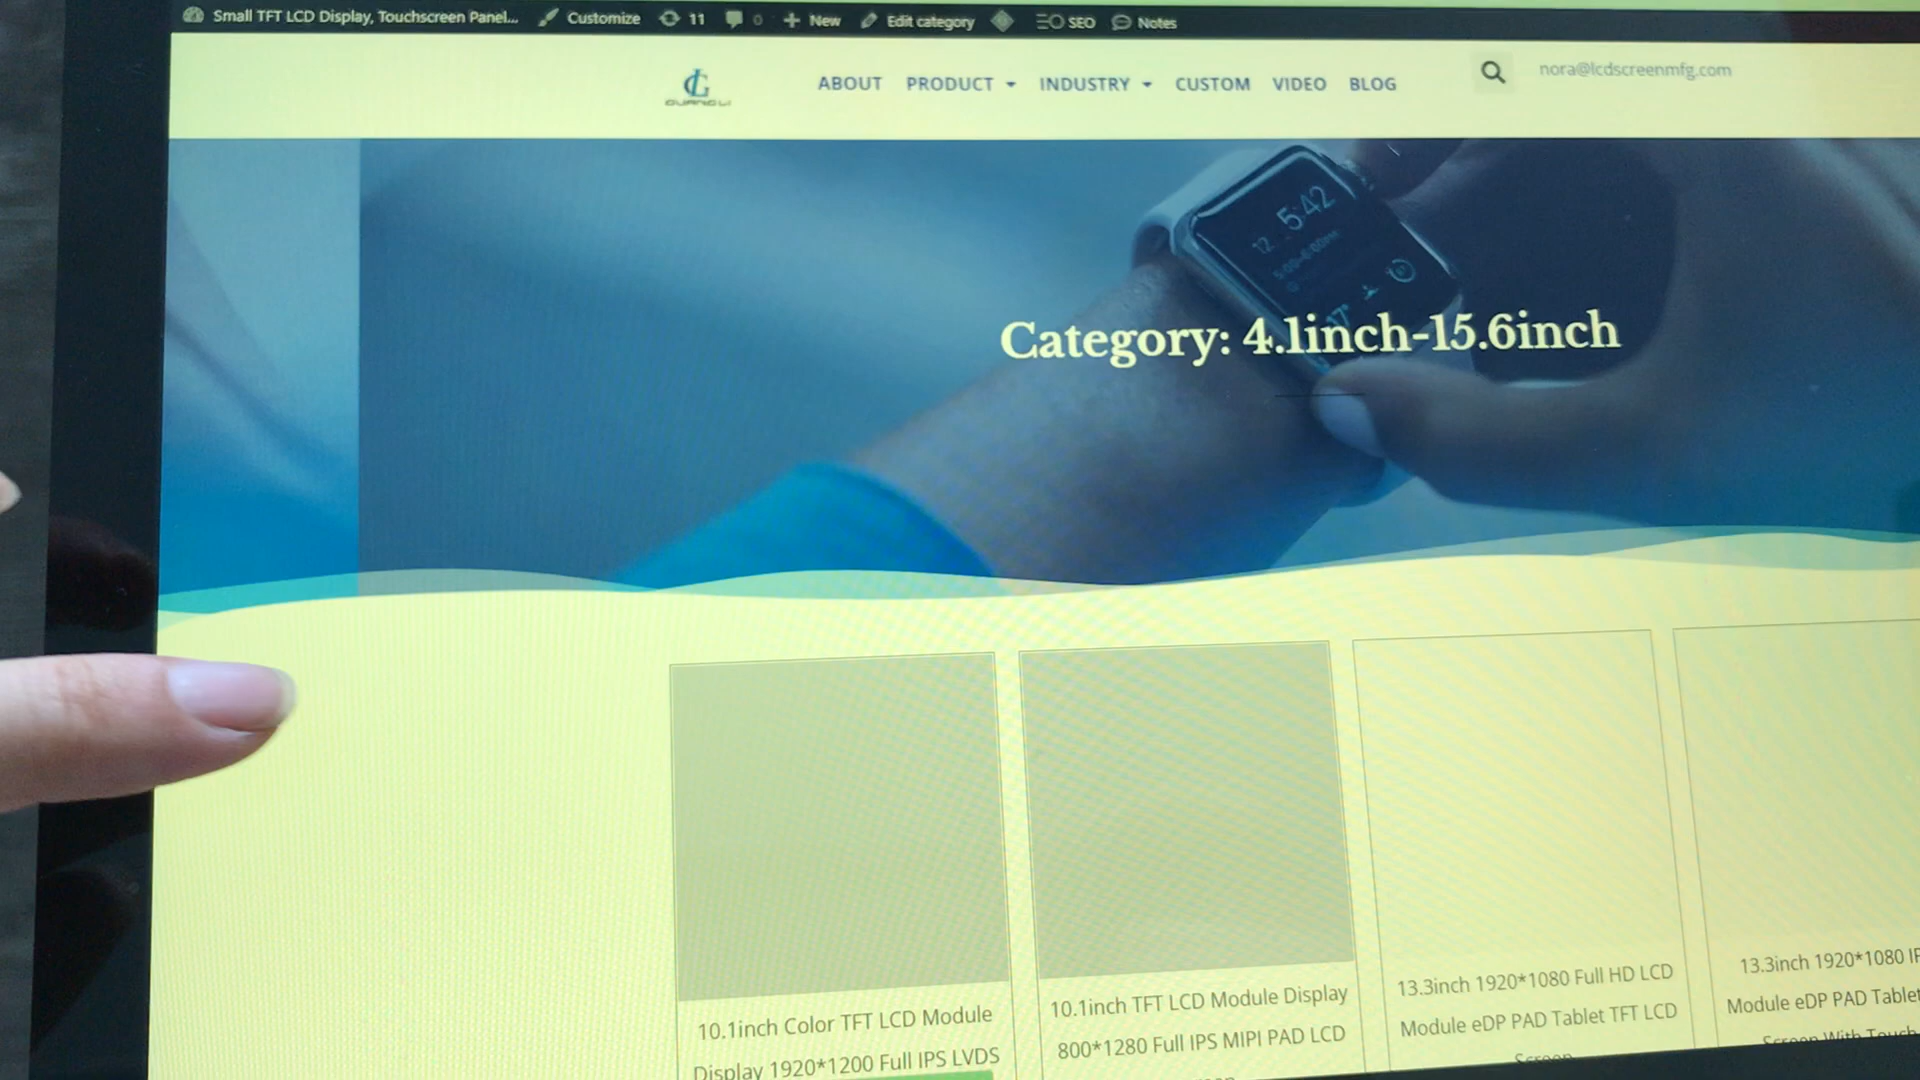 Small TFT LCD Display, Touchscreen Panel... Customize 11 0 New Edit category SEO Notes
GUANGLI
ABOUT PRODUCT INDUSTRY CUSTOM VIDEO BLOG
nora@lcdscreenmfg.com
5:42
12
Category: 4.1inch-15.6inch
10.1inch Color TFT LCD Module
Display 1920*1200 Full IPS LVDS
10.1inch TFT LCD Module Display
800*1280 Full IPS MIPI PAD LCD
13.3inch 1920*1080 Full HD LCD
Module eDP PAD Tablet TFT LCD
Screen
13.3inch 1920*1080
Module eDP PAD Tablet
Screen With Touch